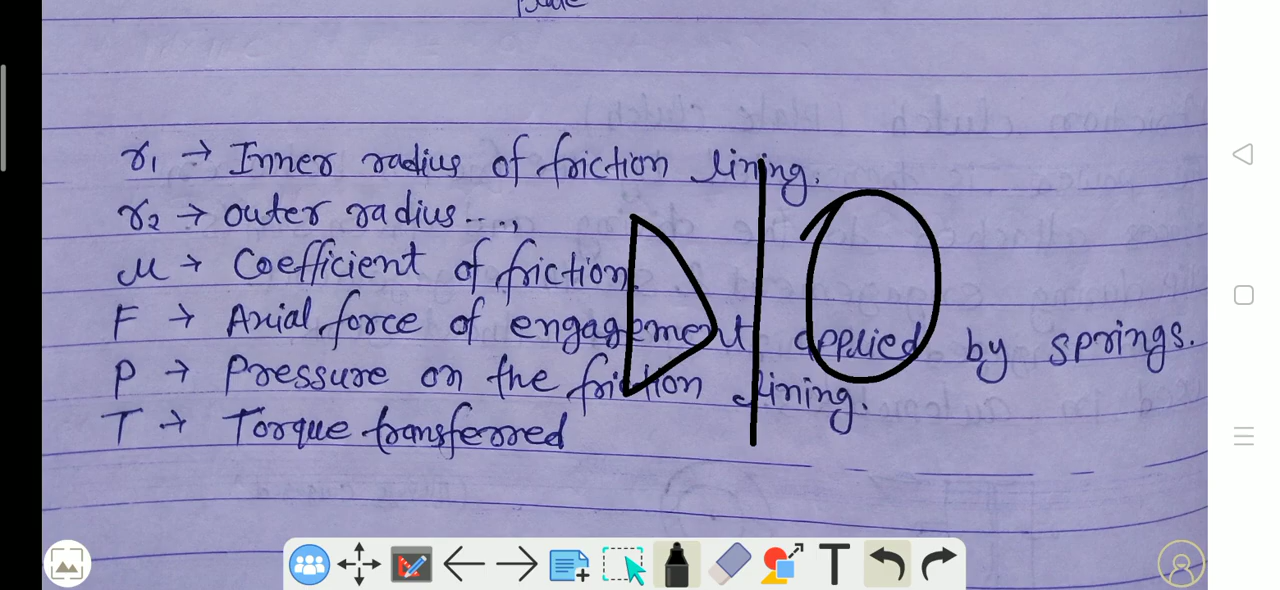 r₁ → Inner radius of friction lining.
r₂ → outer radius....,
μ → Coefficient of friction.
F → Axial force of engagement applied by springs.
P → Pressure on the friction lining.
T → Torque transferred
D|O
T